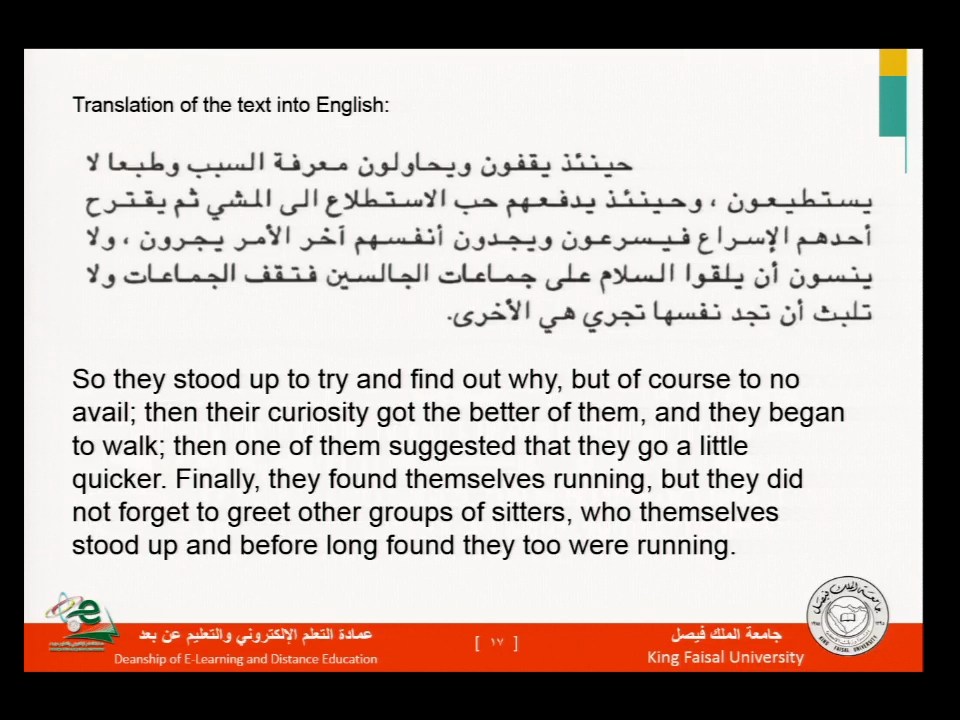 Translation of the text into English:
حينئذ يقفون ويحاولون معرفة السبب وطبعا لا
يستطيعون ، وحينئذ يدفعهم حب الاستطلاع الى المشي ثم يقترح
أحدهم الإسراع فيسرعون ويجدون أنفسهم آخر الأمر يجرون ، ولا
ينسون أن يلقوا السلام على جماعات الجالسين فتقف الجماعات ولا
تلبث أن تجد نفسها تجري هي الأخرى.
So they stood up to try and find out why, but of course to no
avail; then their curiosity got the better of them, and they began
to walk; then one of them suggested that they go a little
quicker. Finally, they found themselves running, but they did
not forget to greet other groups of sitters, who themselves
stood up and before long found they too were running.
عمادة التعلم الإلكتروني والتعليم عن بعد
Deanship of E-Learning and Distance Education
[ ١٧ ]
جامعة الملك فيصل
King Faisal University
جامعة الملك فيصل
KING FAISAL UNIVERSITY